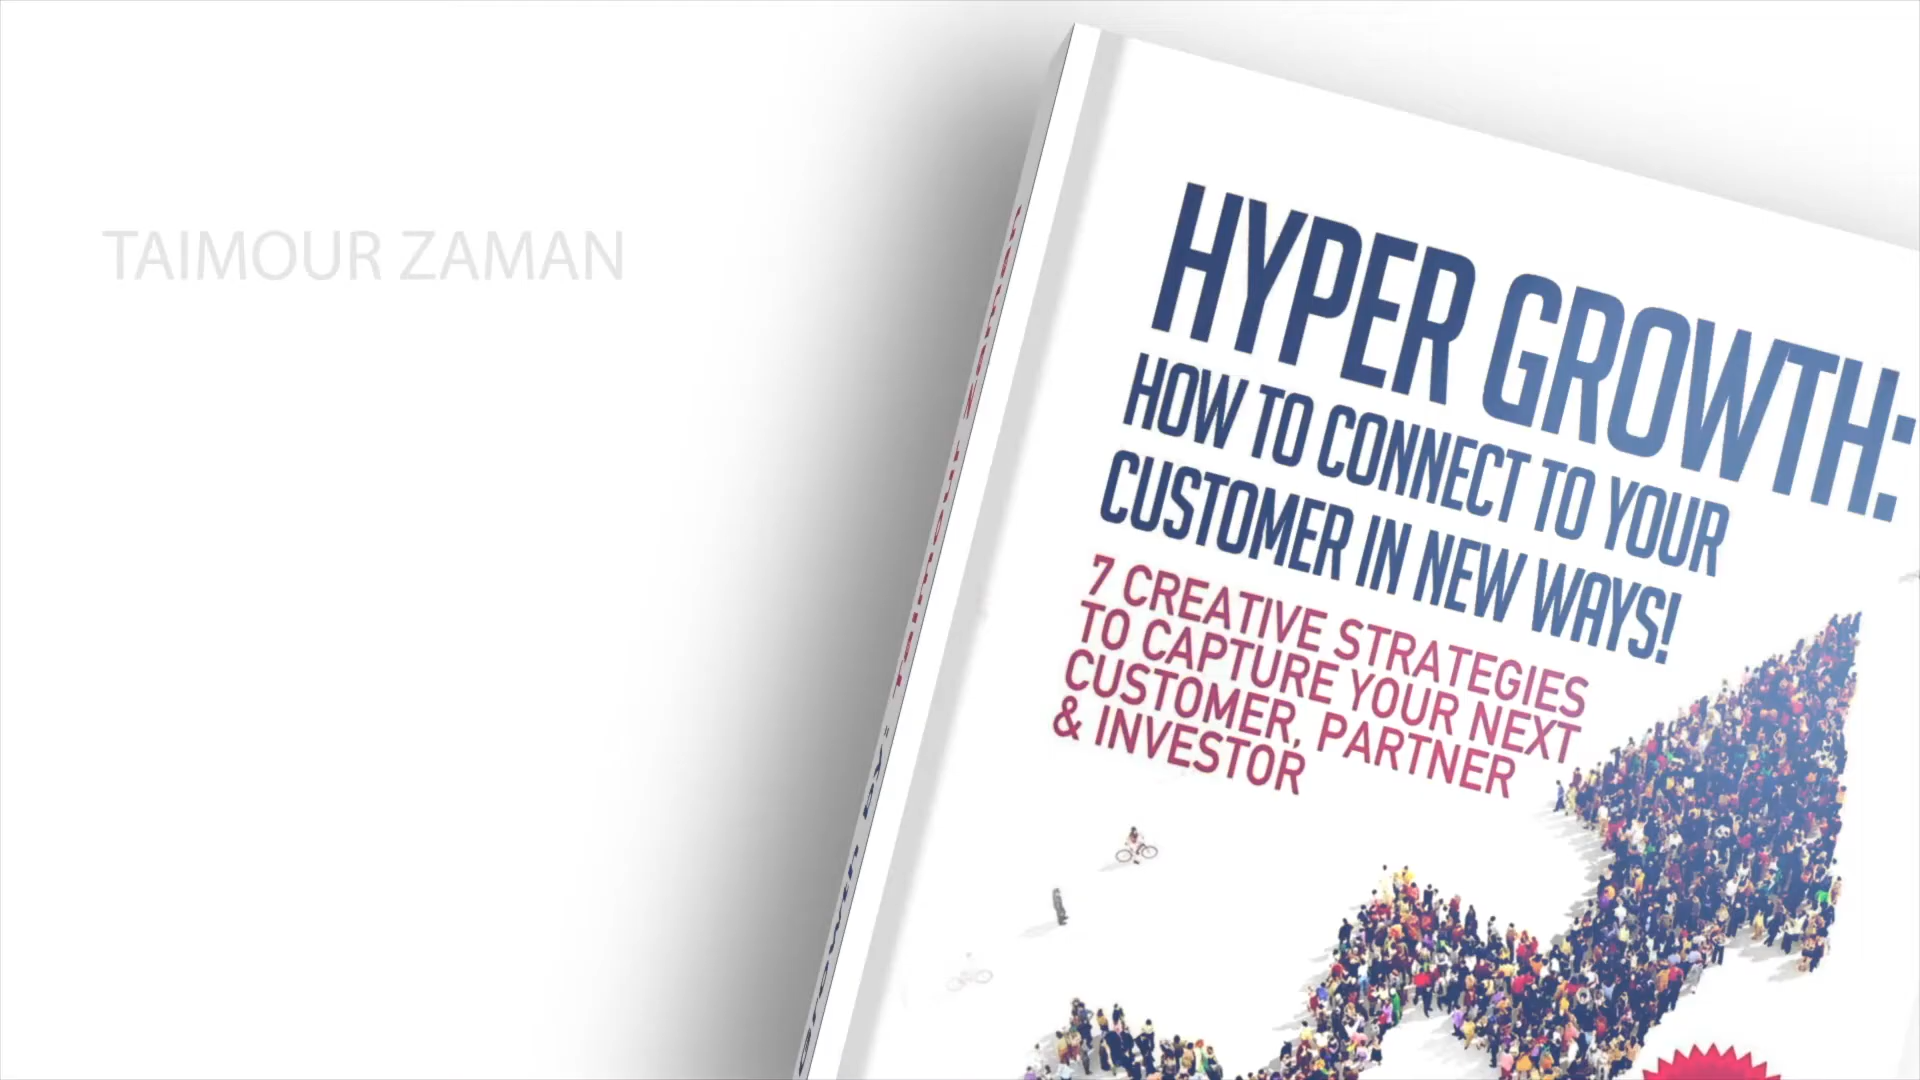 TAIMOUR ZAMAN
HYPER GROWTH:
HOW TO CONNECT TO YOUR
CUSTOMER IN NEW WAYS!
7 CREATIVE STRATEGIES
TO CAPTURE YOUR NEXT
CUSTOMER, PARTNER
& INVESTOR